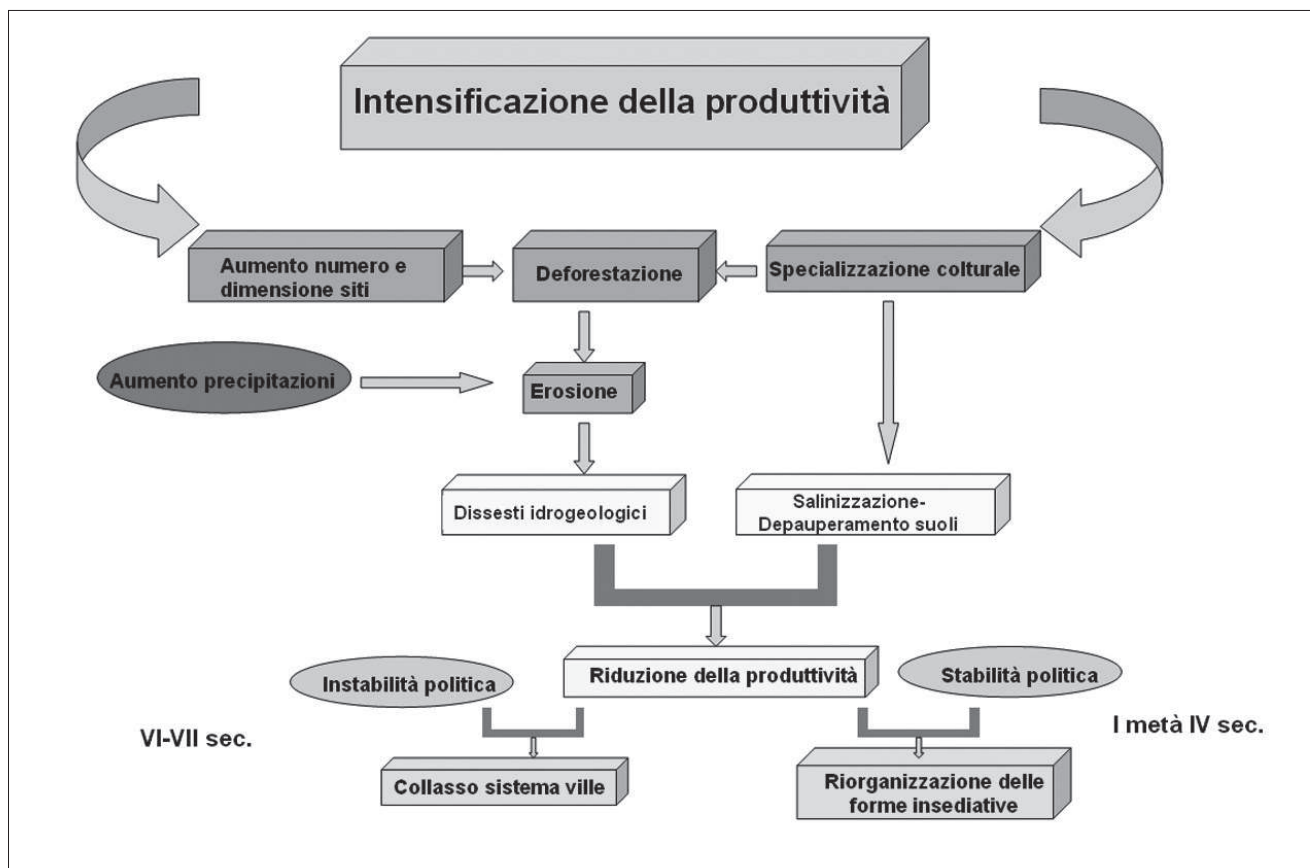 Intensificazione della produttività
Aumento numero e
dimensione siti
Deforestazione
Specializzazione colturale
Aumento precipitazioni
Erosione
Dissesti idrogeologici
Salinizzazione-
Depauperamento suoli
Instabilità politica
Riduzione della produttività
Stabilità politica
VI-VII sec.
I metà IV sec.
Collasso sistema ville
Riorganizzazione delle
forme insediative